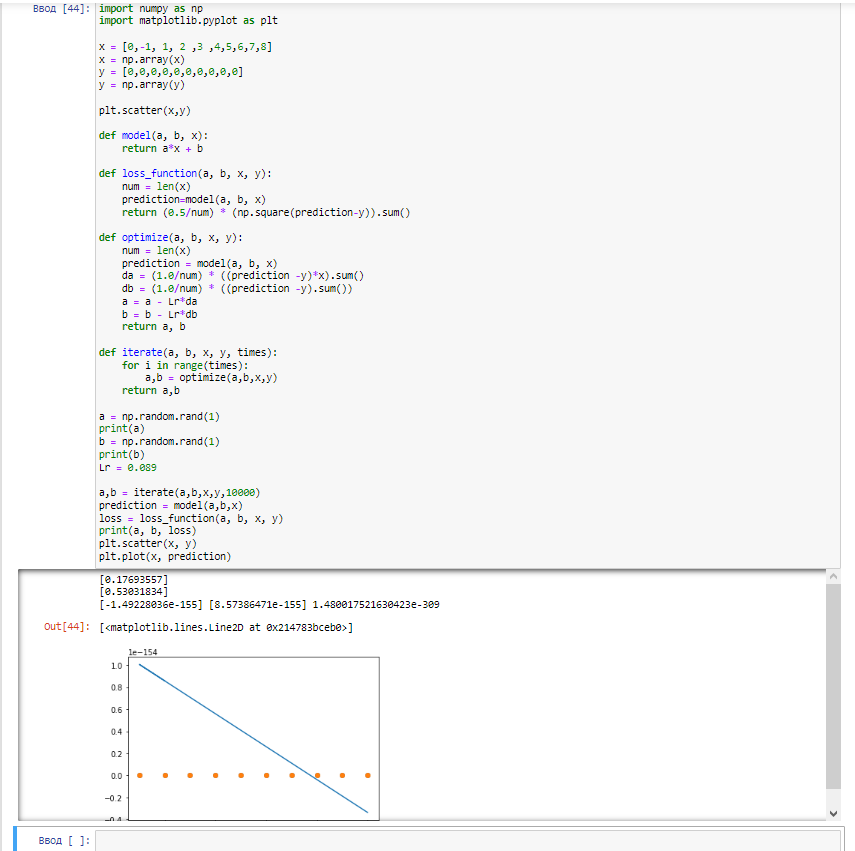 Ввод [44]: import numpy as np
import matplotlib.pyplot as plt
x = [0,-1, 1, 2 ,3 ,4,5,6,7,8]
x = np.array(x)
y = [0,0,0,0,0,0,0,0,0,0]
y = np.array(y)
plt.scatter(x,y)
def model(a, b, x):
return a*x + b
def loss_function(a, b, x, y):
num = len(x)
prediction=model(a, b, x)
return (0.5/num) * (np.square(prediction-y)).sum()
def optimize(a, b, x, y):
num = len(x)
prediction = model(a, b, x)
da = (1.0/num) * ((prediction -y)*x).sum()
db = (1.0/num) * ((prediction -y).sum())
a = a - Lr*da
b = b - Lr*db
return a, b
def iterate(a, b, x, y, times):
for i in range(times):
a,b = optimize(a,b,x,y)
return a,b
a = np.random.rand(1)
print(a)
b = np.random.rand(1)
print(b)
Lr = 0.089
a,b = iterate(a,b,x,y,10000)
prediction = model(a,b,x)
loss = loss_function(a, b, x, y)
print(a, b, loss)
plt.scatter(x, y)
plt.plot(x, prediction)
[0.17693557]
[0.53031834]
[-1.49228036e-155] [8.57386471e-155] 1.480017521630423e-309
Out[44]: [<matplotlib.lines.Line2D at 0x214783bceb0>]
1e−154
1.0
0.8
0.6
0.4
0.2
0.0
−0.2
−0.4
Ввод [ ]: